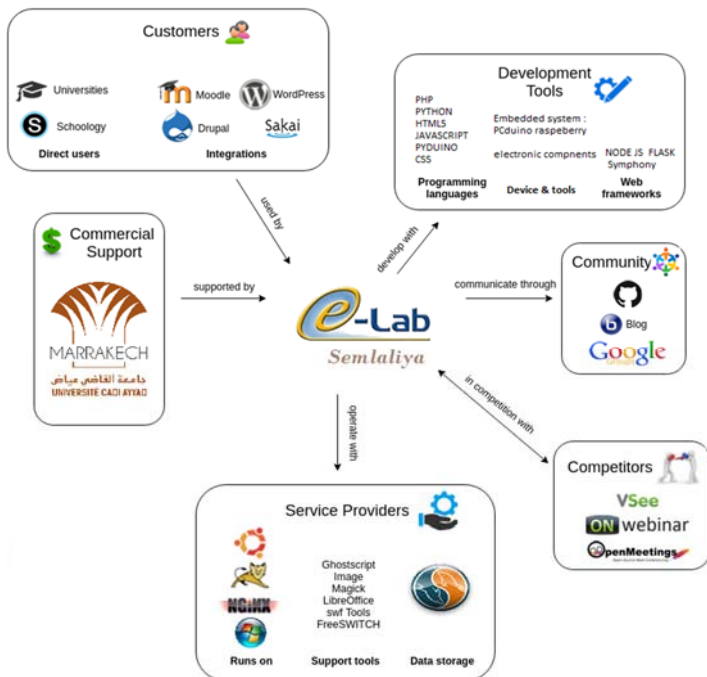 Customers
Universities
Moodle
WordPress
S
Schoology
Drupal
Sakai
Direct users
Integrations
Development
Tools
PHP
PYTHON
HTML5
JAVASCRIPT
PYDUINO
CSS
Embedded system :
PCduino raspeberry
electronic compnents
NODE JS FLASK
Symphony
Programming
languages
Device & tools
Web
frameworks
used by
develop with
$
Commercial
Support
MARRAKECH
جامعة القاضي عياض
UNIVERSITE CADI AYYAD
supported by
e-Lab
Semlaliya
communicate through
Community
b
Blog
Google
operate with
in competition with
Competitors
VSee
ON webinar
OpenMeetings
Service Providers
NGiNX
Ghostscript
Image
Magick
LibreOffice
swf Tools
FreeSWITCH
Runs on
Support tools
Data storage